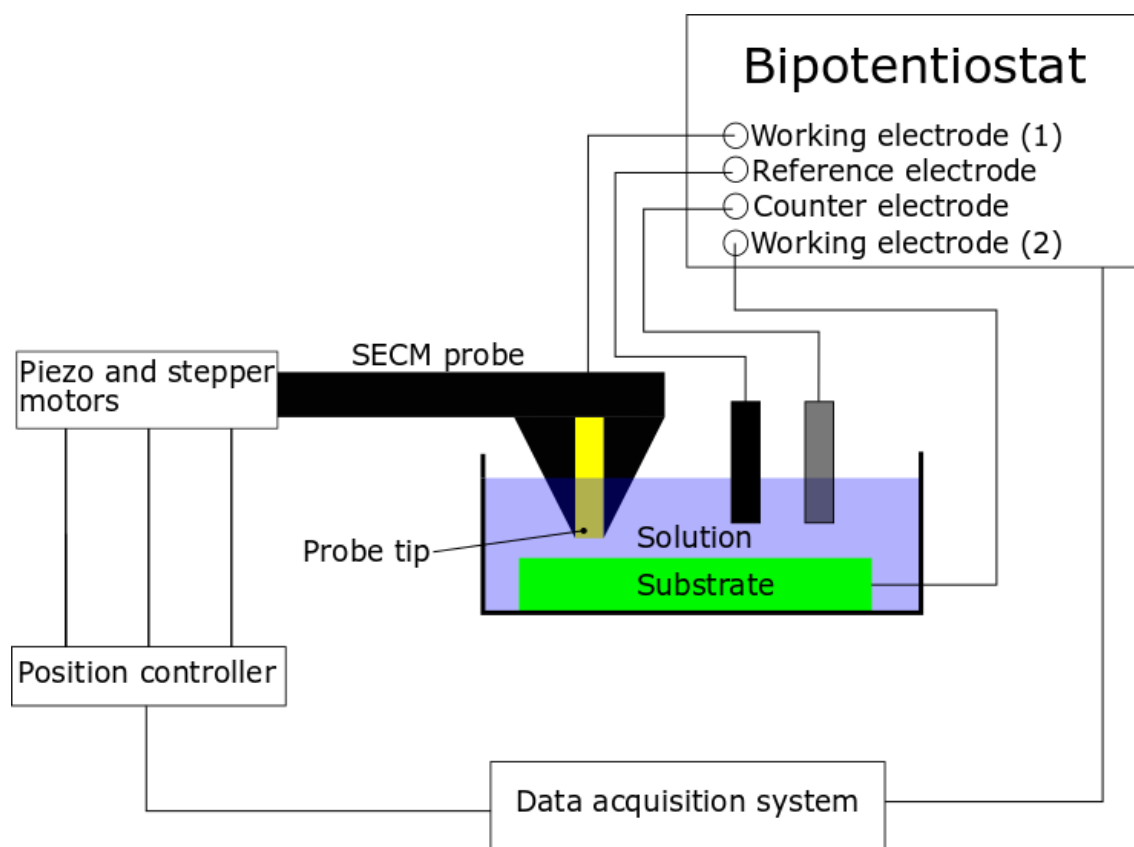 Bipotentiostat
Working electrode (1)
Reference electrode
Counter electrode
Working electrode (2)
SECM probe
Piezo and stepper
motors
Probe tip
Solution
Substrate
Position controller
Data acquisition system